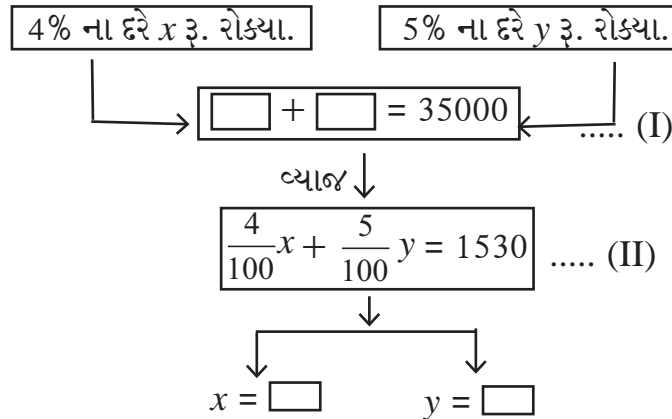 4% ના દરે x રૂ. રોક્યા. 5% ના દરે y રૂ. રોક્યા.
□ + □ = 35000 ..... (I)
વ્યાજ
4/100 x + 5/100 y = 1530 ..... (II)
x = □ y = □